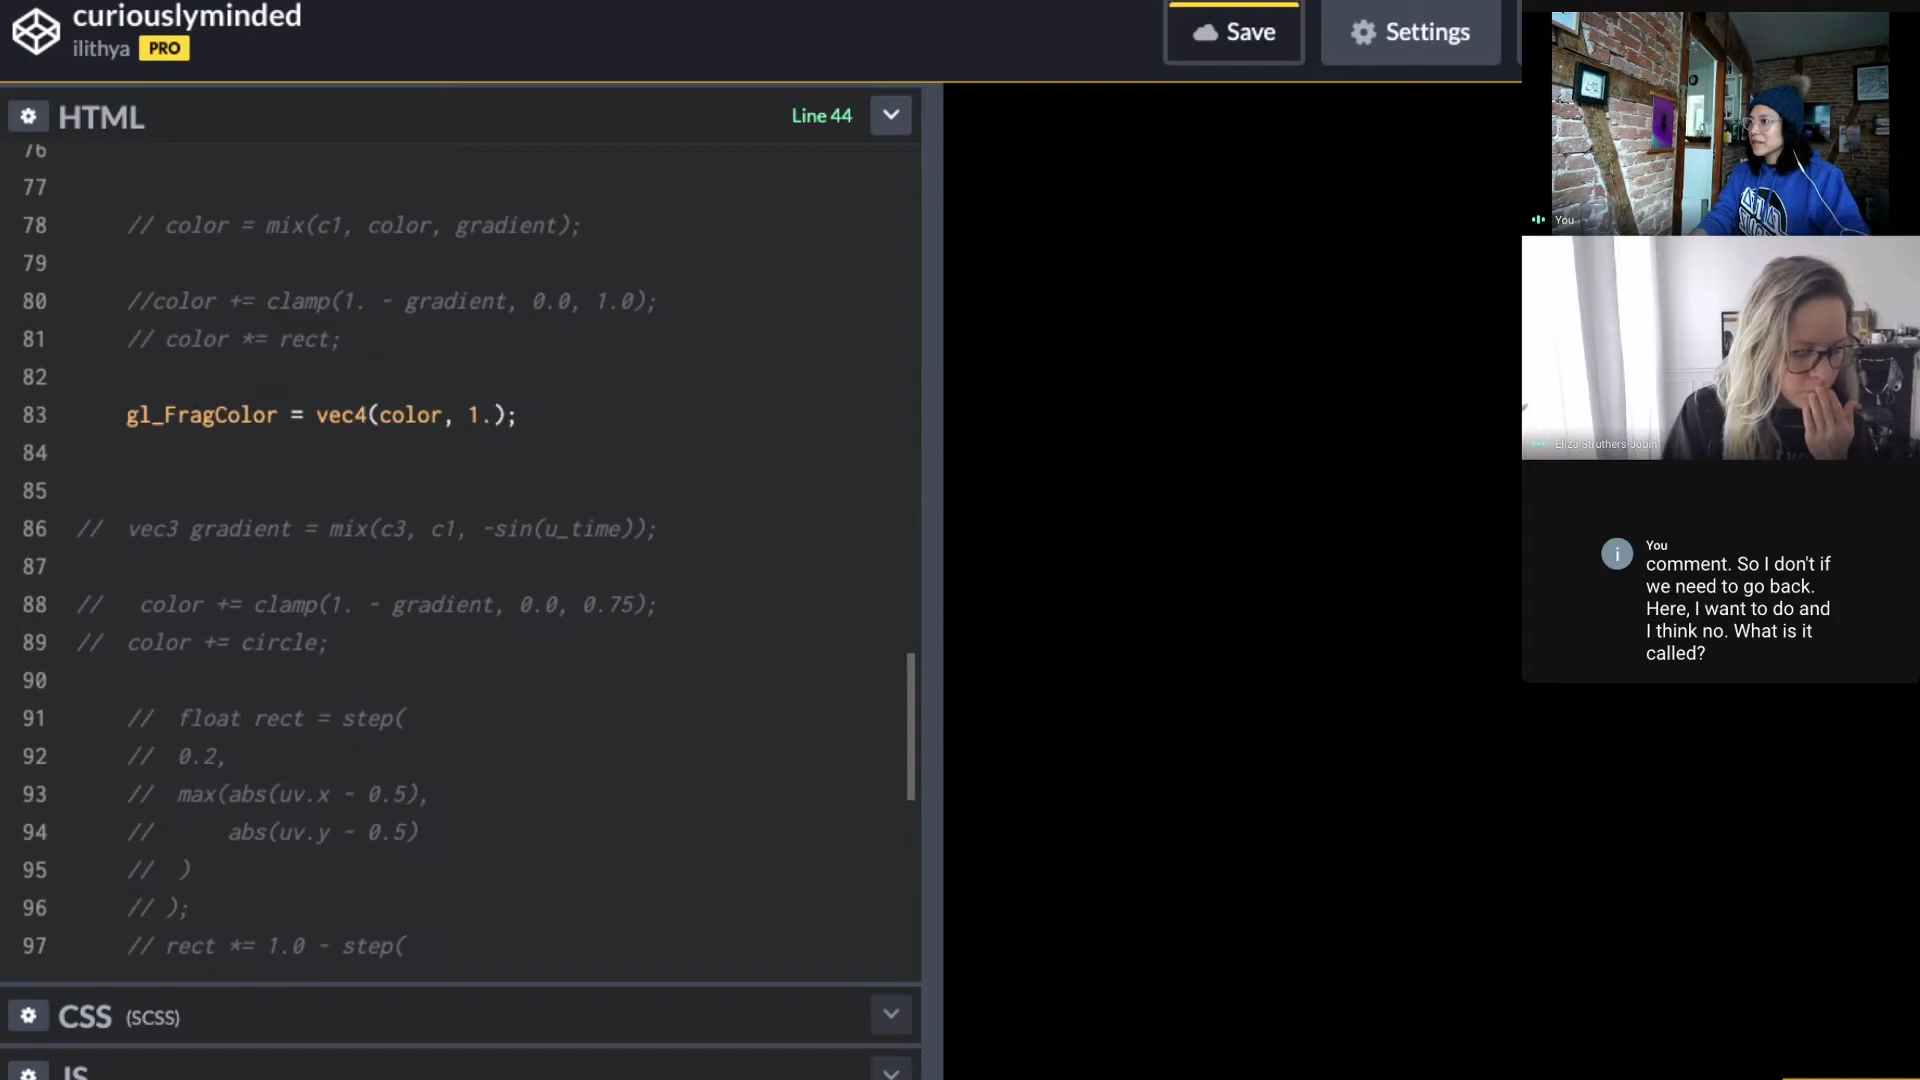 curiouslyminded
ilithya PRO
Save
Settings
HTML
Line 44
76
77
78 // color = mix(c1, color, gradient);
79
80 //color += clamp(1. - gradient, 0.0, 1.0);
81 // color *= rect;
82
83 gl_FragColor = vec4(color, 1.);
84
85
86 // vec3 gradient = mix(c3, c1, -sin(u_time));
87
88 // color += clamp(1. - gradient, 0.0, 0.75);
89 // color += circle;
90
91 // float rect = step(
92 // 0.2,
93 // max(abs(uv.x - 0.5),
94 // abs(uv.y - 0.5)
95 // )
96 // );
97 // rect *= 1.0 - step(
CSS (SCSS)
JS
You
Eliza Struthers-Jobin
You
comment. So I don't if
we need to go back.
Here, I want to do and
I think no. What is it
called?